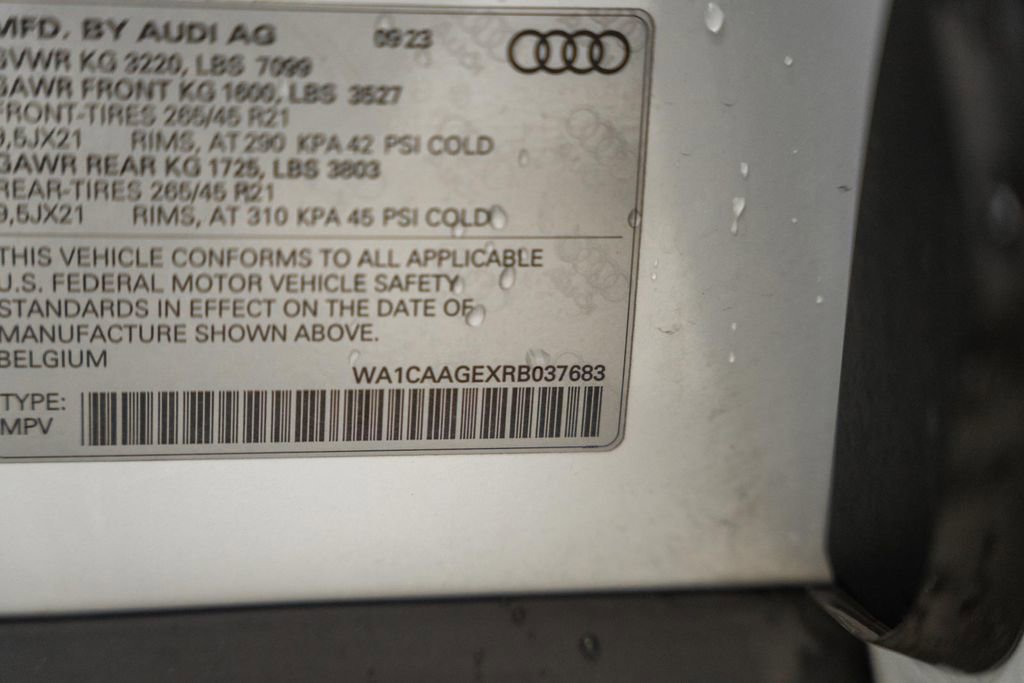 MFD. BY AUDI AG 09 23
GVWR KG 3220, LBS 7099
GAWR FRONT KG 1600, LBS 3527
FRONT-TIRES 265/45 R21
9,5JX21 RIMS, AT 290 KPA 42 PSI COLD
GAWR REAR KG 1725, LBS 3803
REAR-TIRES 265/45 R21
9,5JX21 RIMS, AT 310 KPA 45 PSI COLD
THIS VEHICLE CONFORMS TO ALL APPLICABLE
U.S. FEDERAL MOTOR VEHICLE SAFETY
STANDARDS IN EFFECT ON THE DATE OF
MANUFACTURE SHOWN ABOVE.
BELGIUM
WA1CAAGEXRB037683
TYPE:
MPV